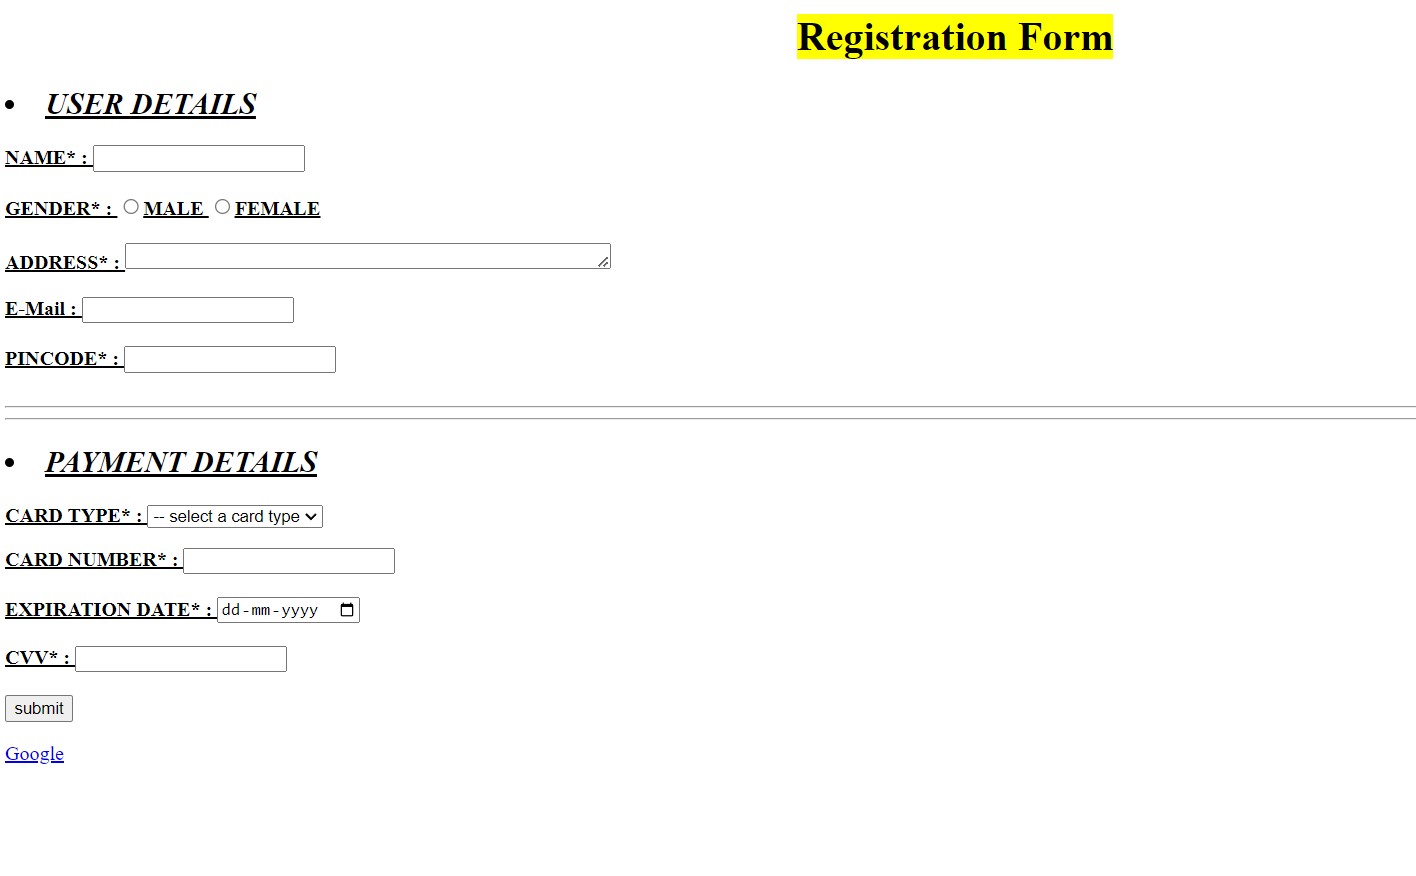 Registration Form
• USER DETAILS
NAME* :
GENDER* : MALE FEMALE
ADDRESS* :
E-Mail :
PINCODE* :
• PAYMENT DETAILS
CARD TYPE* : -- select a card type
CARD NUMBER* :
EXPIRATION DATE* : dd-mm-yyyy
CVV* :
submit
Google